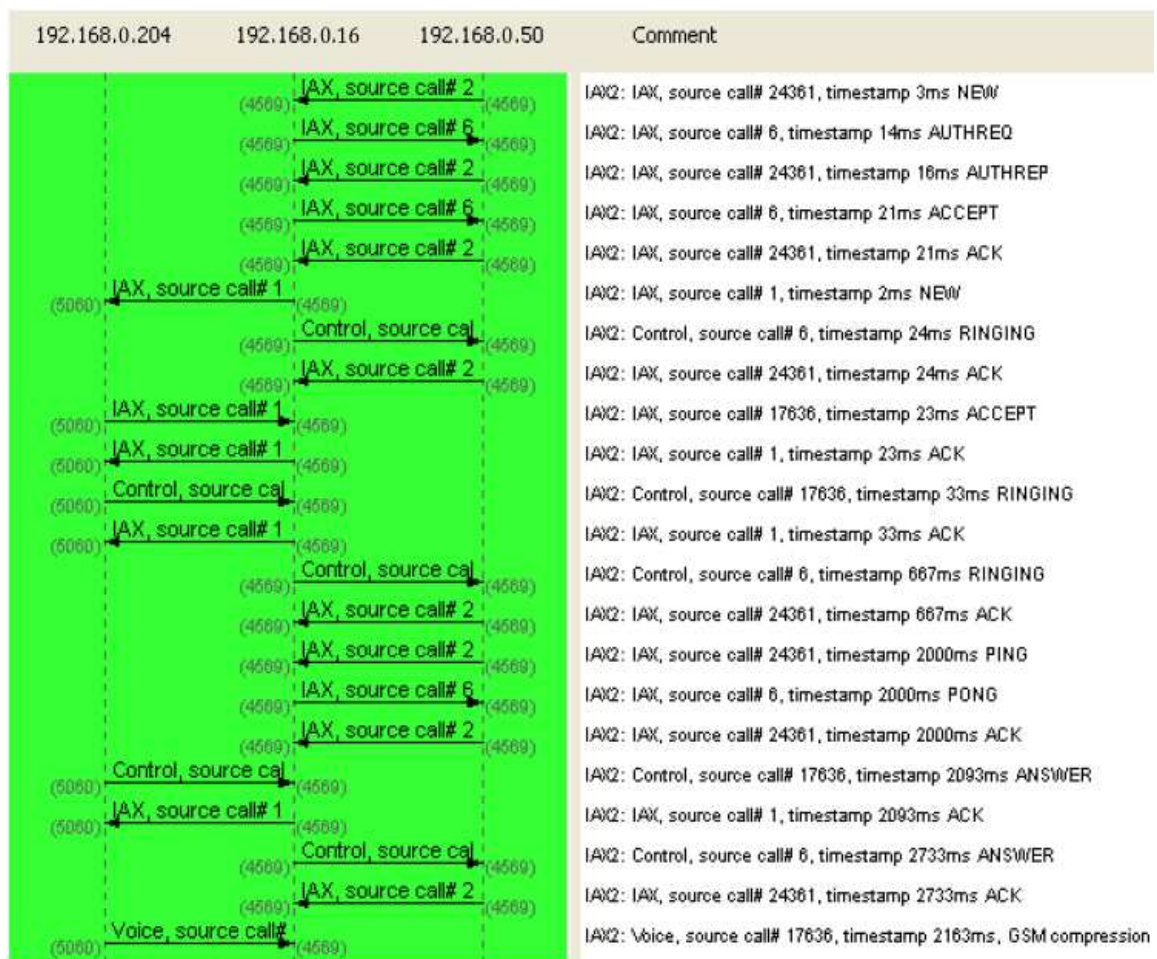 192.168.0.204 192.168.0.16 192.168.0.50 Comment
(4569) IAX, source call# 2 (4569) IAX2: IAX, source call# 24361, timestamp 3ms NEW
(4569) IAX, source call# 6 (4569) IAX2: IAX, source call# 6, timestamp 14ms AUTHREQ
(4569) IAX, source call# 2 (4569) IAX2: IAX, source call# 24361, timestamp 16ms AUTHREP
(4569) IAX, source call# 6 (4569) IAX2: IAX, source call# 6, timestamp 21ms ACCEPT
(4569) IAX, source call# 2 (4569) IAX2: IAX, source call# 24361, timestamp 21ms ACK
(5060) IAX, source call# 1 (4569) IAX2: IAX, source call# 1, timestamp 2ms NEW
(4569) Control, source cal (4569) IAX2: Control, source call# 6, timestamp 24ms RINGING
(4569) IAX, source call# 2 (4569) IAX2: IAX, source call# 24361, timestamp 24ms ACK
(5060) IAX, source call# 1 (4569) IAX2: IAX, source call# 17636, timestamp 23ms ACCEPT
(5060) IAX, source call# 1 (4569) IAX2: IAX, source call# 1, timestamp 23ms ACK
(5060) Control, source cal (4569) IAX2: Control, source call# 17636, timestamp 33ms RINGING
(5060) IAX, source call# 1 (4569) IAX2: IAX, source call# 1, timestamp 33ms ACK
(4569) Control, source cal (4569) IAX2: Control, source call# 6, timestamp 667ms RINGING
(4569) IAX, source call# 2 (4569) IAX2: IAX, source call# 24361, timestamp 667ms ACK
(4569) IAX, source call# 2 (4569) IAX2: IAX, source call# 24361, timestamp 2000ms PING
(4569) IAX, source call# 6 (4569) IAX2: IAX, source call# 6, timestamp 2000ms PONG
(4569) IAX, source call# 2 (4569) IAX2: IAX, source call# 24361, timestamp 2000ms ACK
(5060) Control, source cal (4569) IAX2: Control, source call# 17636, timestamp 2093ms ANSWER
(5060) IAX, source call# 1 (4569) IAX2: IAX, source call# 1, timestamp 2093ms ACK
(4569) Control, source cal (4569) IAX2: Control, source call# 6, timestamp 2733ms ANSWER
(4569) IAX, source call# 2 (4569) IAX2: IAX, source call# 24361, timestamp 2733ms ACK
(5060) Voice, source call# (4569) IAX2: Voice, source call# 17636, timestamp 2163ms, GSM compression